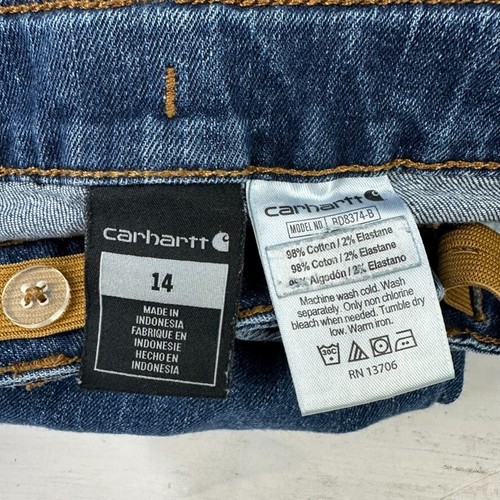 carhartt
14
MADE IN
INDONESIA
FABRIQUE EN
INDONESIE
HECHO EN
INDONESIA
carhartt
MODEL NO RD8374-B
98% Cotton/2% Elastane
98% Coton/2% Elastane
Algodón/2% Elastano
Machine wash cold. Wash
separately. Only non chlorine
bleach when needed. Tumble dry
low. Warm iron.
30C
RN 13706